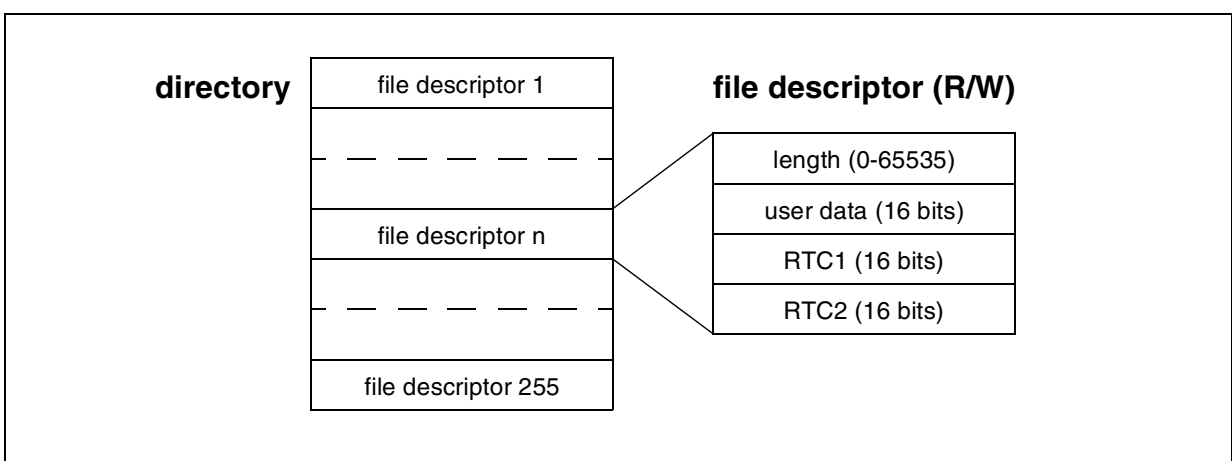 directory
file descriptor 1
file descriptor n
file descriptor 255
file descriptor (R/W)
length (0-65535)
user data (16 bits)
RTC1 (16 bits)
RTC2 (16 bits)